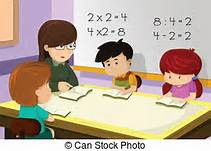 2 x 2 = 4
4 x 2 = 8
8 : 4 = 2
2 x 2 = 4
© Can Stock Photo